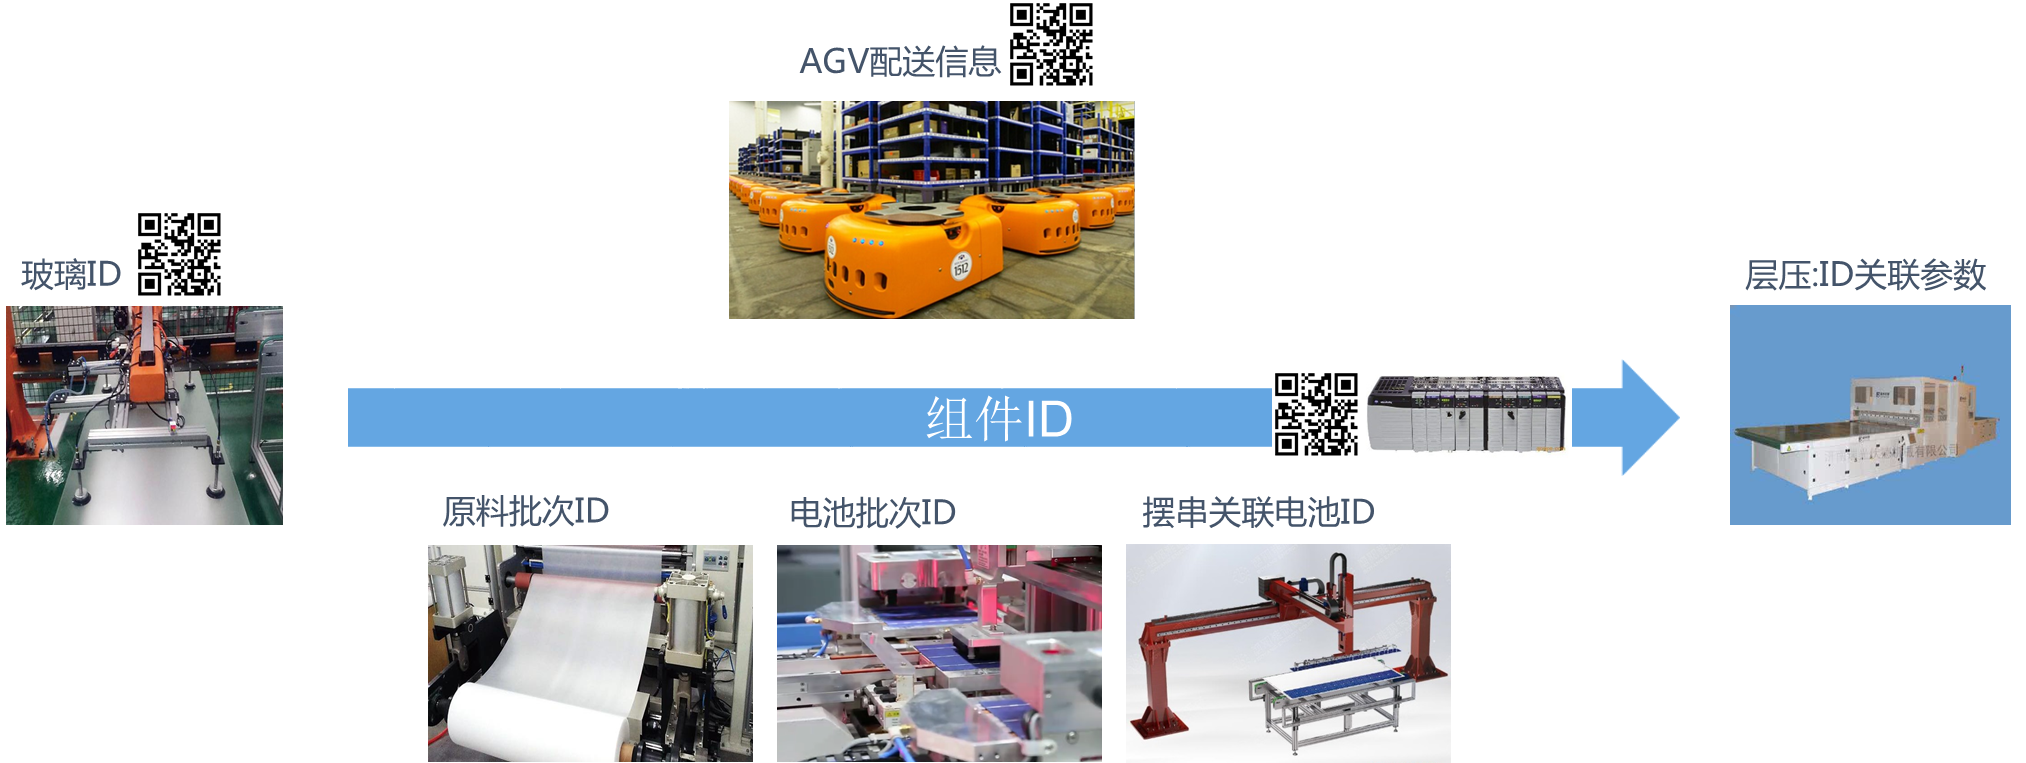 AGV配送信息
1512
玻璃ID
层压:ID关联参数
组件ID
原料批次ID
电池批次ID
摆串关联电池ID